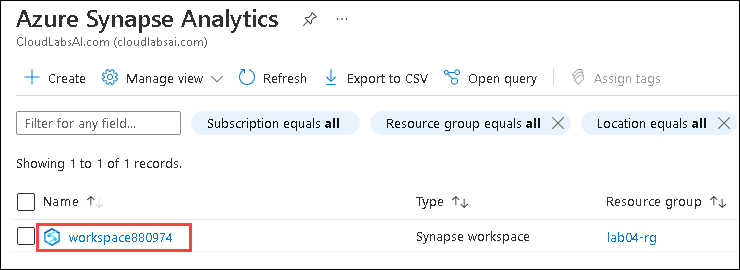 Azure Synapse Analytics
CloudLabsAI.com (cloudlabsai.com)
+ Create Manage view Refresh Export to CSV Open query Assign tags
Filter for any field... Subscription equals all Resource group equals all Location equals all
Showing 1 to 1 of 1 records.
Name Type Resource group
workspace880974 Synapse workspace lab04-rg